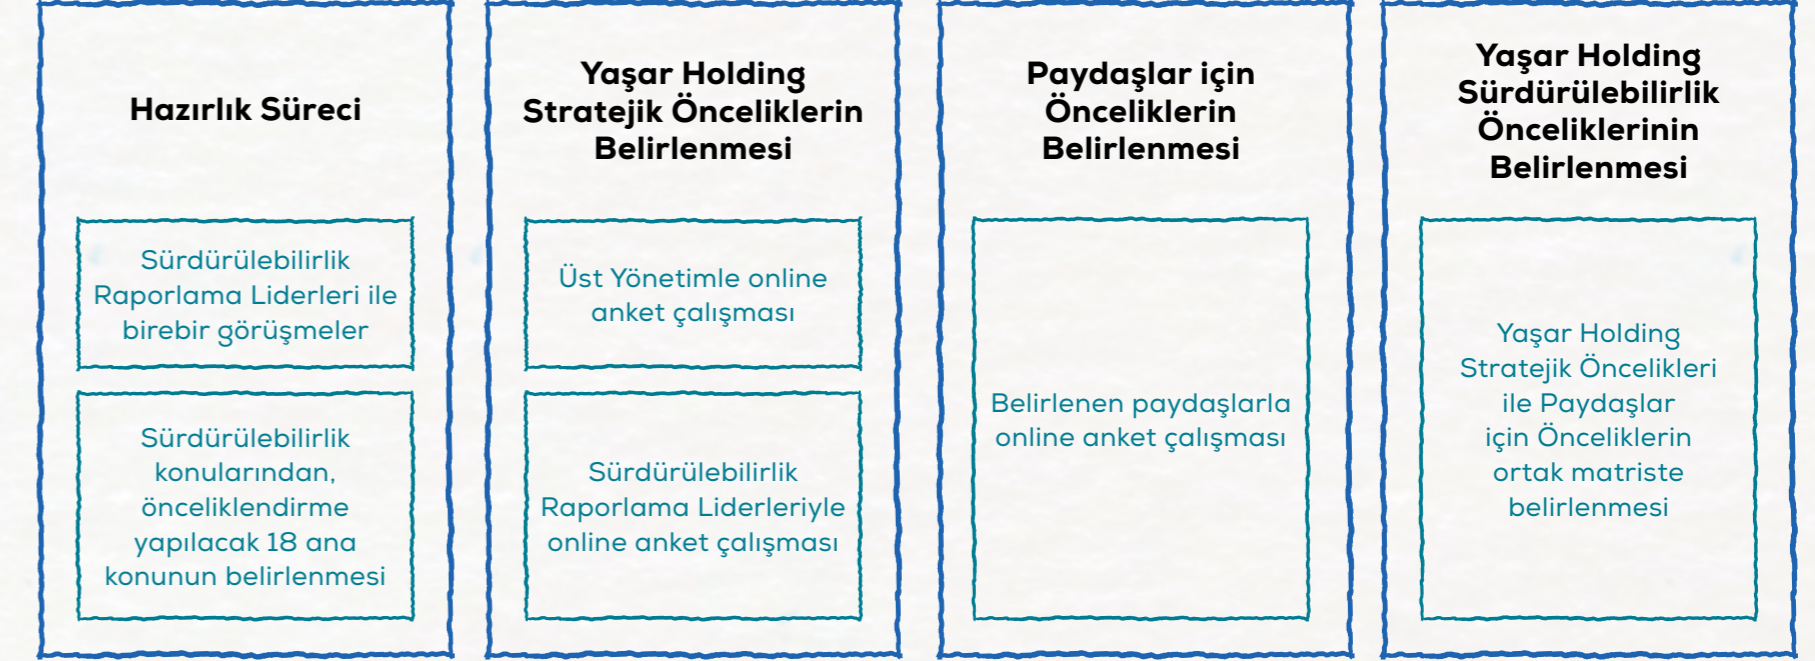 Hazırlık Süreci
Sürdürülebilirlik
Raporlama Liderleri ile
birebir görüşmeler
Sürdürülebilirlik
konularından,
önceliklendirme
yapılacak 18 ana
konunun belirlenmesi
Yaşar Holding
Stratejik Önceliklerin
Belirlenmesi
Üst Yönetimle online
anket çalışması
Sürdürülebilirlik
Raporlama Liderleriyle
online anket çalışması
Paydaşlar için
Önceliklerin
Belirlenmesi
Belirlenen paydaşlarla
online anket çalışması
Yaşar Holding
Sürdürülebilirlik
Önceliklerinin
Belirlenmesi
Yaşar Holding
Stratejik Öncelikleri
ile Paydaşlar
için Önceliklerin
ortak matriste
belirlenmesi